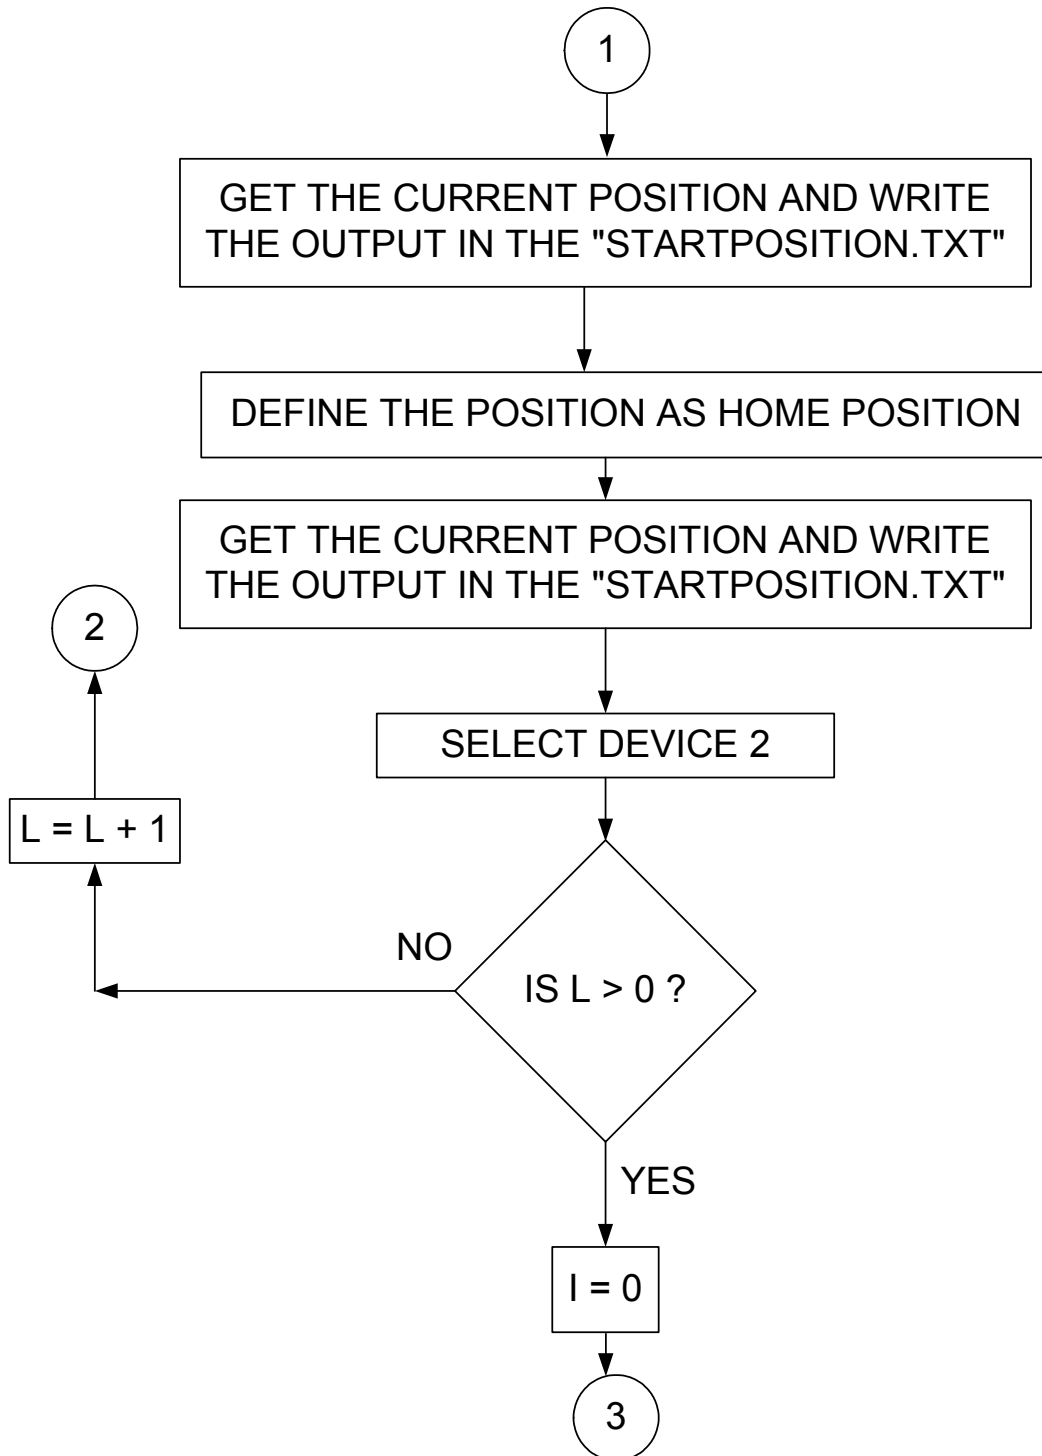 1
GET THE CURRENT POSITION AND WRITE
THE OUTPUT IN THE "STARTPOSITION.TXT"
DEFINE THE POSITION AS HOME POSITION
GET THE CURRENT POSITION AND WRITE
THE OUTPUT IN THE "STARTPOSITION.TXT"
2
SELECT DEVICE 2
L = L + 1
NO
IS L > 0 ?
YES
I = 0
3